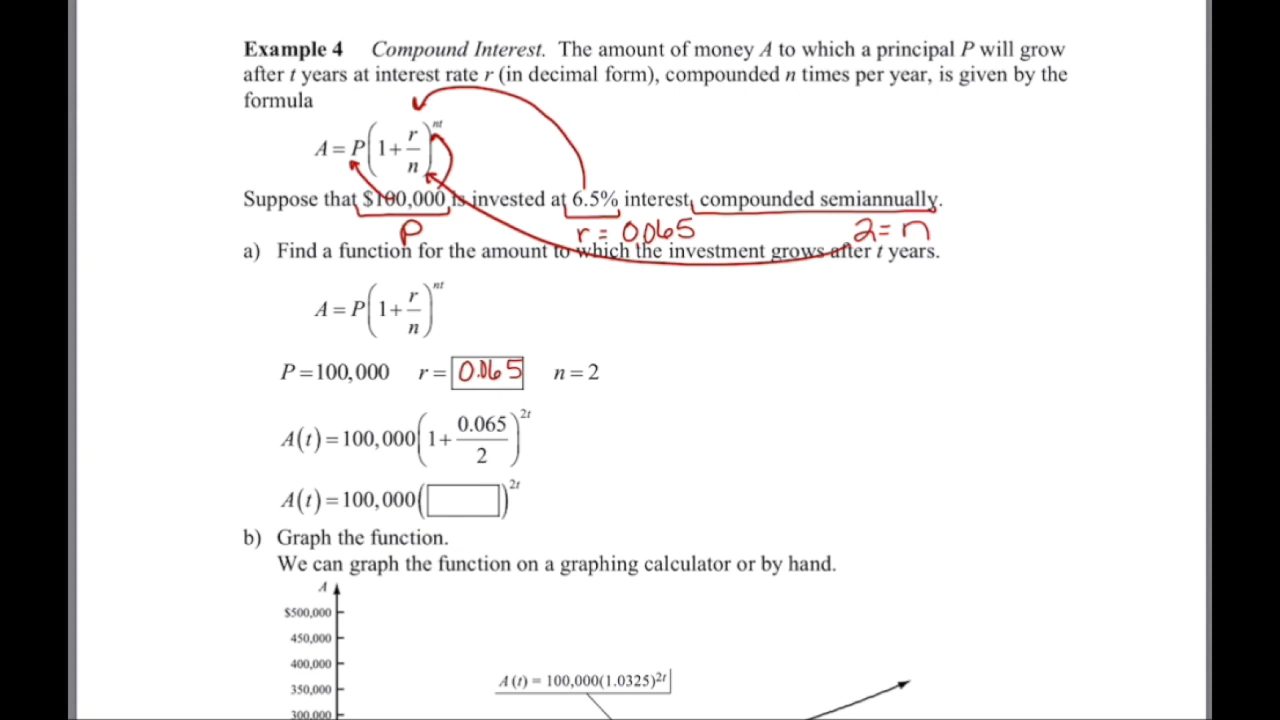 Example 4 Compound Interest. The amount of money A to which a principal P will grow
after t years at interest rate r (in decimal form), compounded n times per year, is given by the
formula
A = P(1 + r/n)^nt
Suppose that $100,000 is invested at 6.5% interest, compounded semiannually.
P r = 0.065 2 = n
a) Find a function for the amount to which the investment grows after t years.
A = P(1 + r/n)^nt
P = 100,000 r = 0.065 n = 2
A(t) = 100,000(1 + 0.065/2)^2t
A(t) = 100,000( )^2t
b) Graph the function.
We can graph the function on a graphing calculator or by hand.
A
$500,000
450,000
400,000
A(t) = 100,000(1.0325)^2t
350,000
300,000